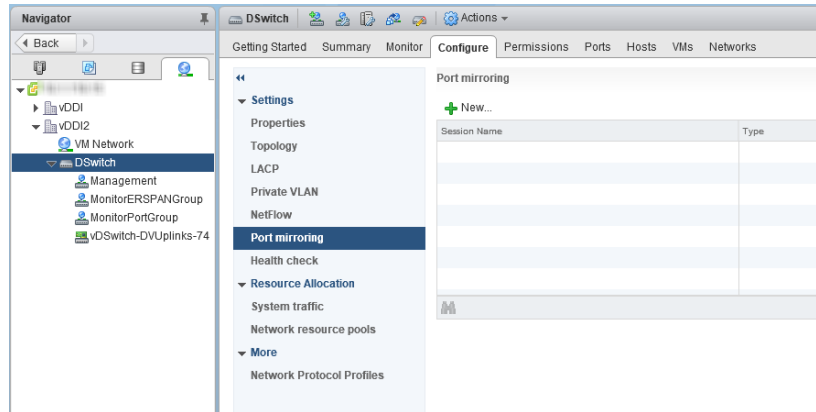 Navigator
Back
vDDI
vDDI2
VM Network
DSwitch
Management
MonitorERSPANGroup
MonitorPortGroup
vDSwitch-DVUplinks-74
DSwitch Actions
Getting Started Summary Monitor Configure Permissions Ports Hosts VMs Networks
Settings
Properties
Topology
LACP
Private VLAN
NetFlow
Port mirroring
Health check
Resource Allocation
System traffic
Network resource pools
More
Network Protocol Profiles
Port mirroring
New...
Session Name Type